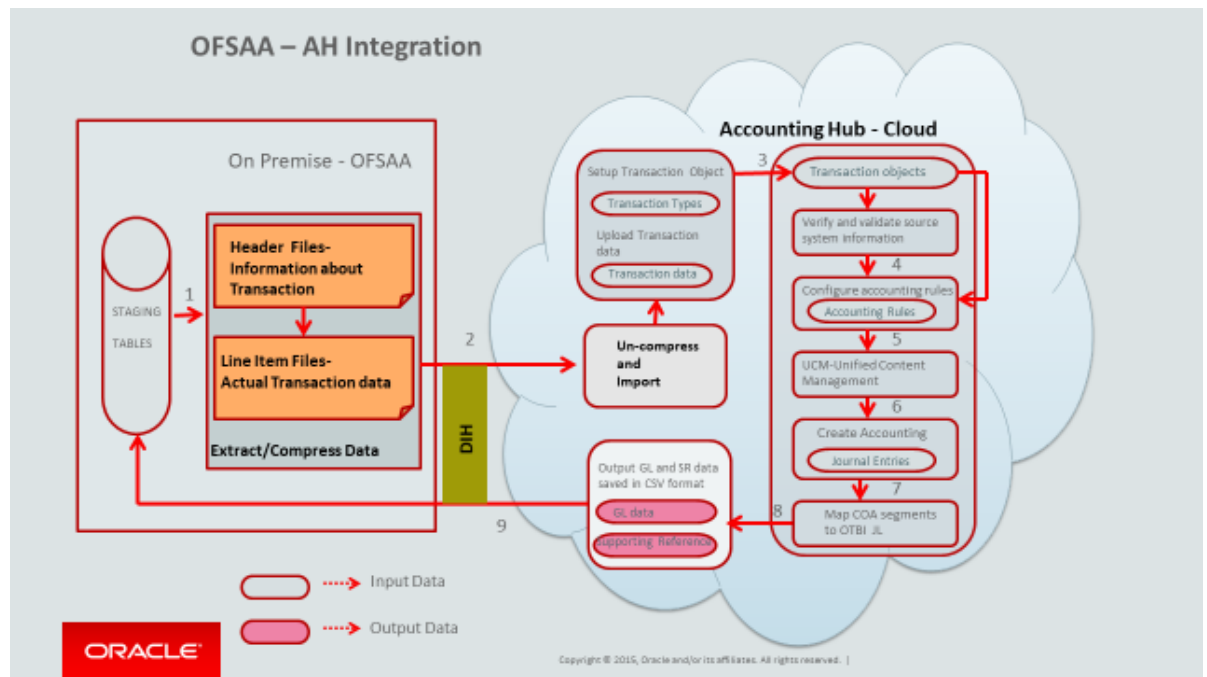 OFSAA – AH Integration
On Premise - OFSAA
STAGING
TABLES
1
Header Files-
Information about
Transaction
Line Item Files-
Actual Transaction data
Extract/Compress Data
2
DIH
9
Accounting Hub - Cloud
Setup Transaction Object
Transaction Types
Upload Transaction
data
Transaction data
Un-compress
and
Import
3
Transaction objects
Verify and validate source
system information
4
Configure accounting rules
Accounting Rules
5
UCM-Unified Content
Management
6
Create Accounting
Journal Entries
7
Map COA segments
to OTBI JL
8
Output GL and SR data
saved in CSV format
GL data
Supporting Reference
Input Data
Output Data
ORACLE
Copyright © 2015, Oracle and/or its affiliates. All rights reserved. |